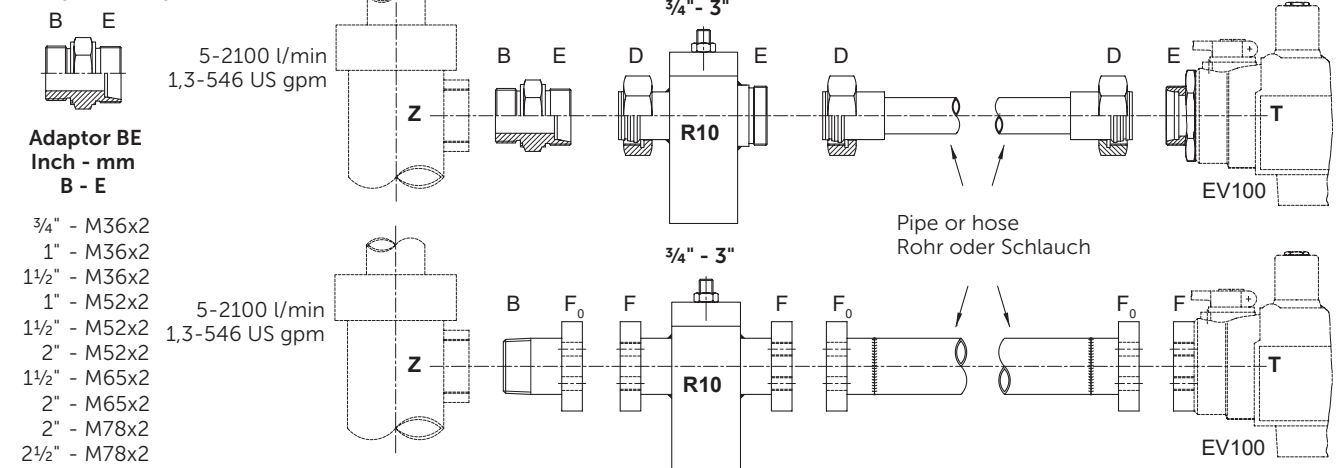 B E
Adaptor BE
Inch - mm
B - E
¾" - M36x2
1" - M36x2
1½" - M36x2
1" - M52x2
1½" - M52x2
2" - M52x2
1½" - M65x2
2" - M65x2
2" - M78x2
2½" - M78x2
¾"- 3"
5-2100 l/min
1,3-546 US gpm
B E D E D D E
Z R10 T
EV100
Pipe or hose
Rohr oder Schlauch
¾" - 3"
5-2100 l/min
1,3-546 US gpm
B F0 F F F0 F0 F
Z R10 T
EV100